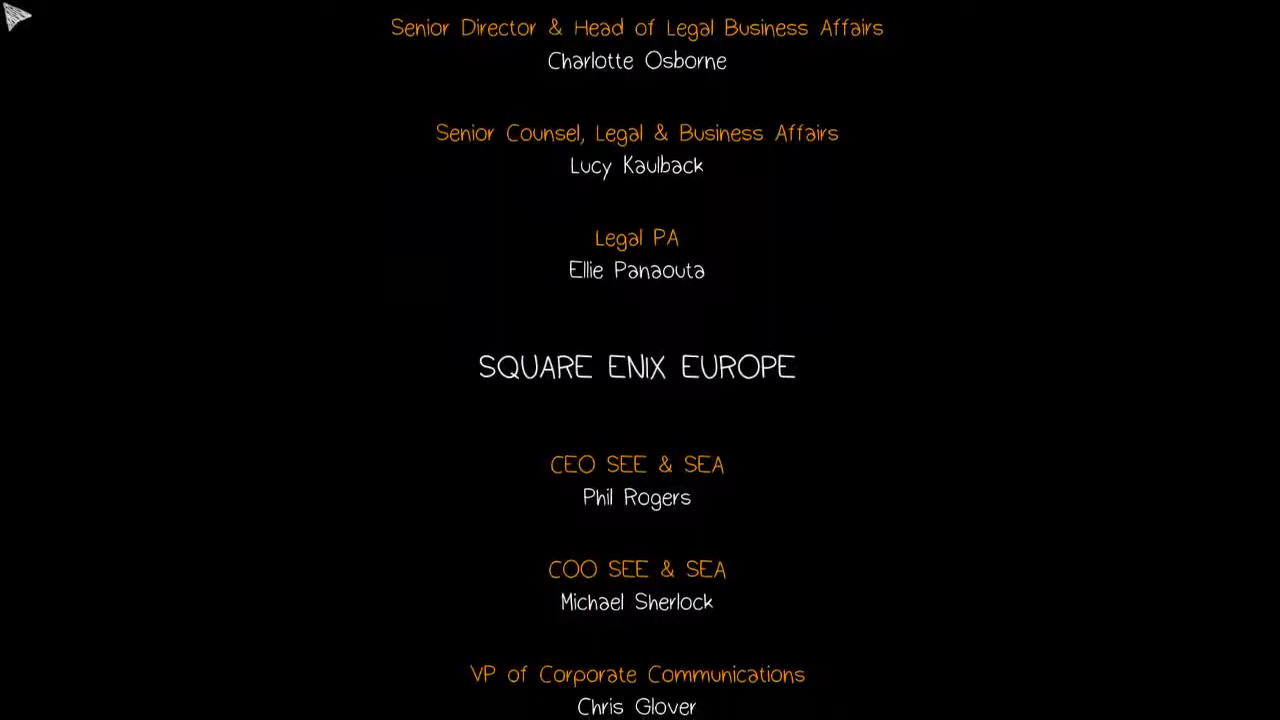 Senior Director & Head of Legal Business Affairs
Charlotte Osborne
Senior Counsel, Legal & Business Affairs
Lucy Kaulback
Legal PA
Ellie Panaouta
SQUARE ENIX EUROPE
CEO SEE & SEA
Phil Rogers
COO SEE & SEA
Michael Sherlock
VP of Corporate Communications
Chris Glover